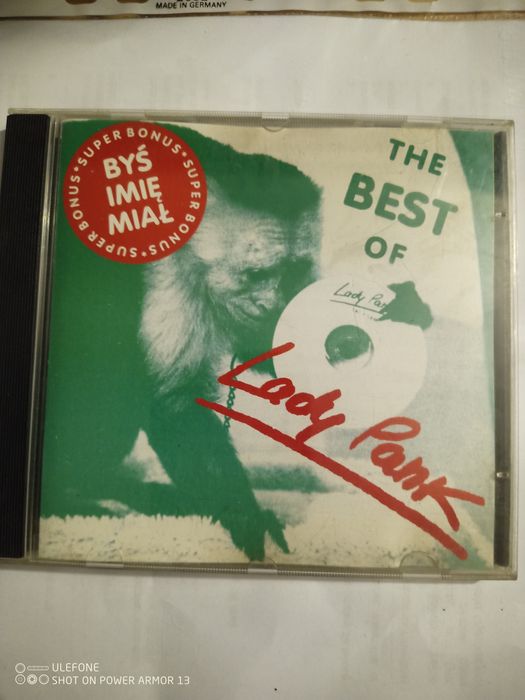 MADE IN GERMANY
SUPER BONUS * SUPER BONUS * SUPER BONUS *
BYŚ
IMIĘ
MIAŁ
THE
BEST
OF
Lady Pank
Lady Pank
ULEFONE
SHOT ON POWER ARMOR 13